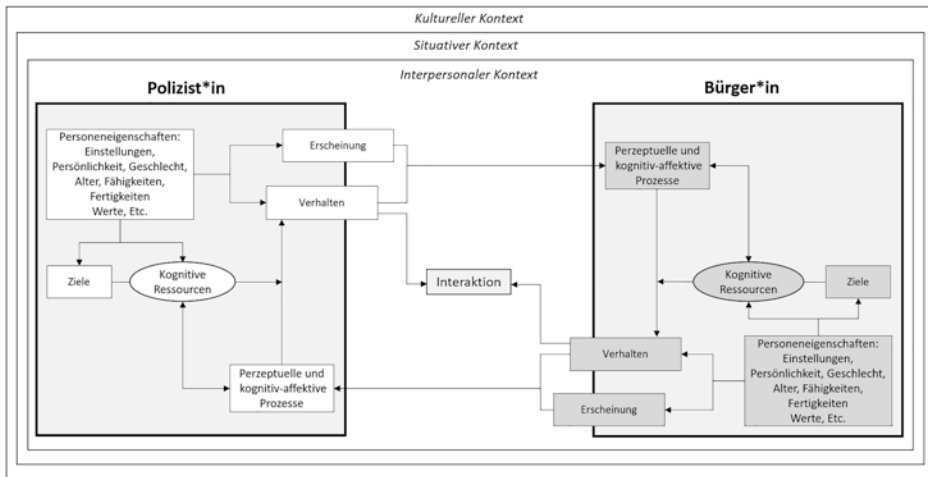 Kultureller Kontext
Situativer Kontext
Interpersonaler Kontext
Polizist*in
Bürger*in
Personeneigenschaften:
Einstellungen,
Persönlichkeit, Geschlecht,
Alter, Fähigkeiten,
Fertigkeiten
Werte, Etc.
Erscheinung
Verhalten
Ziele
Kognitive
Ressourcen
Perzeptuelle und
kognitiv-affektive
Prozesse
Interaktion
Perzeptuelle und
kognitiv-affektive
Prozesse
Kognitive
Ressourcen
Ziele
Verhalten
Erscheinung
Personeneigenschaften:
Einstellungen,
Persönlichkeit, Geschlecht,
Alter, Fähigkeiten,
Fertigkeiten
Werte, Etc.